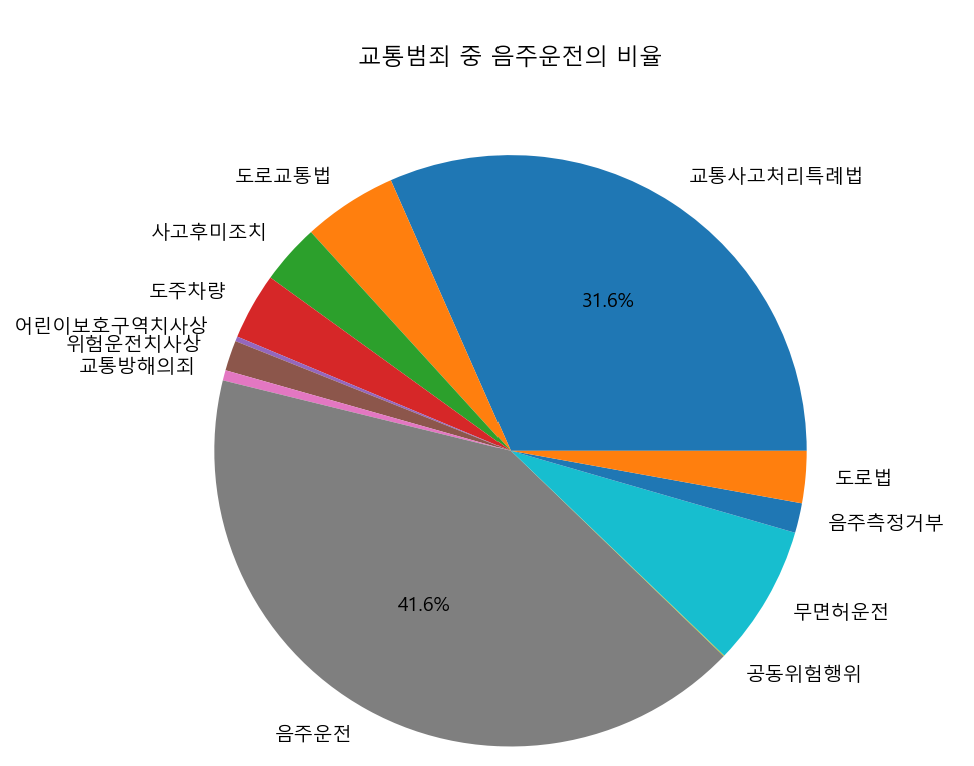 교통범죄 중 음주운전의 비율
도로교통법
교통사고처리특례법
사고후미조치
도주차량
31.6%
어린이보호구역치사상
위험운전치사상
교통방해의죄
도로법
음주측정거부
41.6%
무면허운전
공동위험행위
음주운전